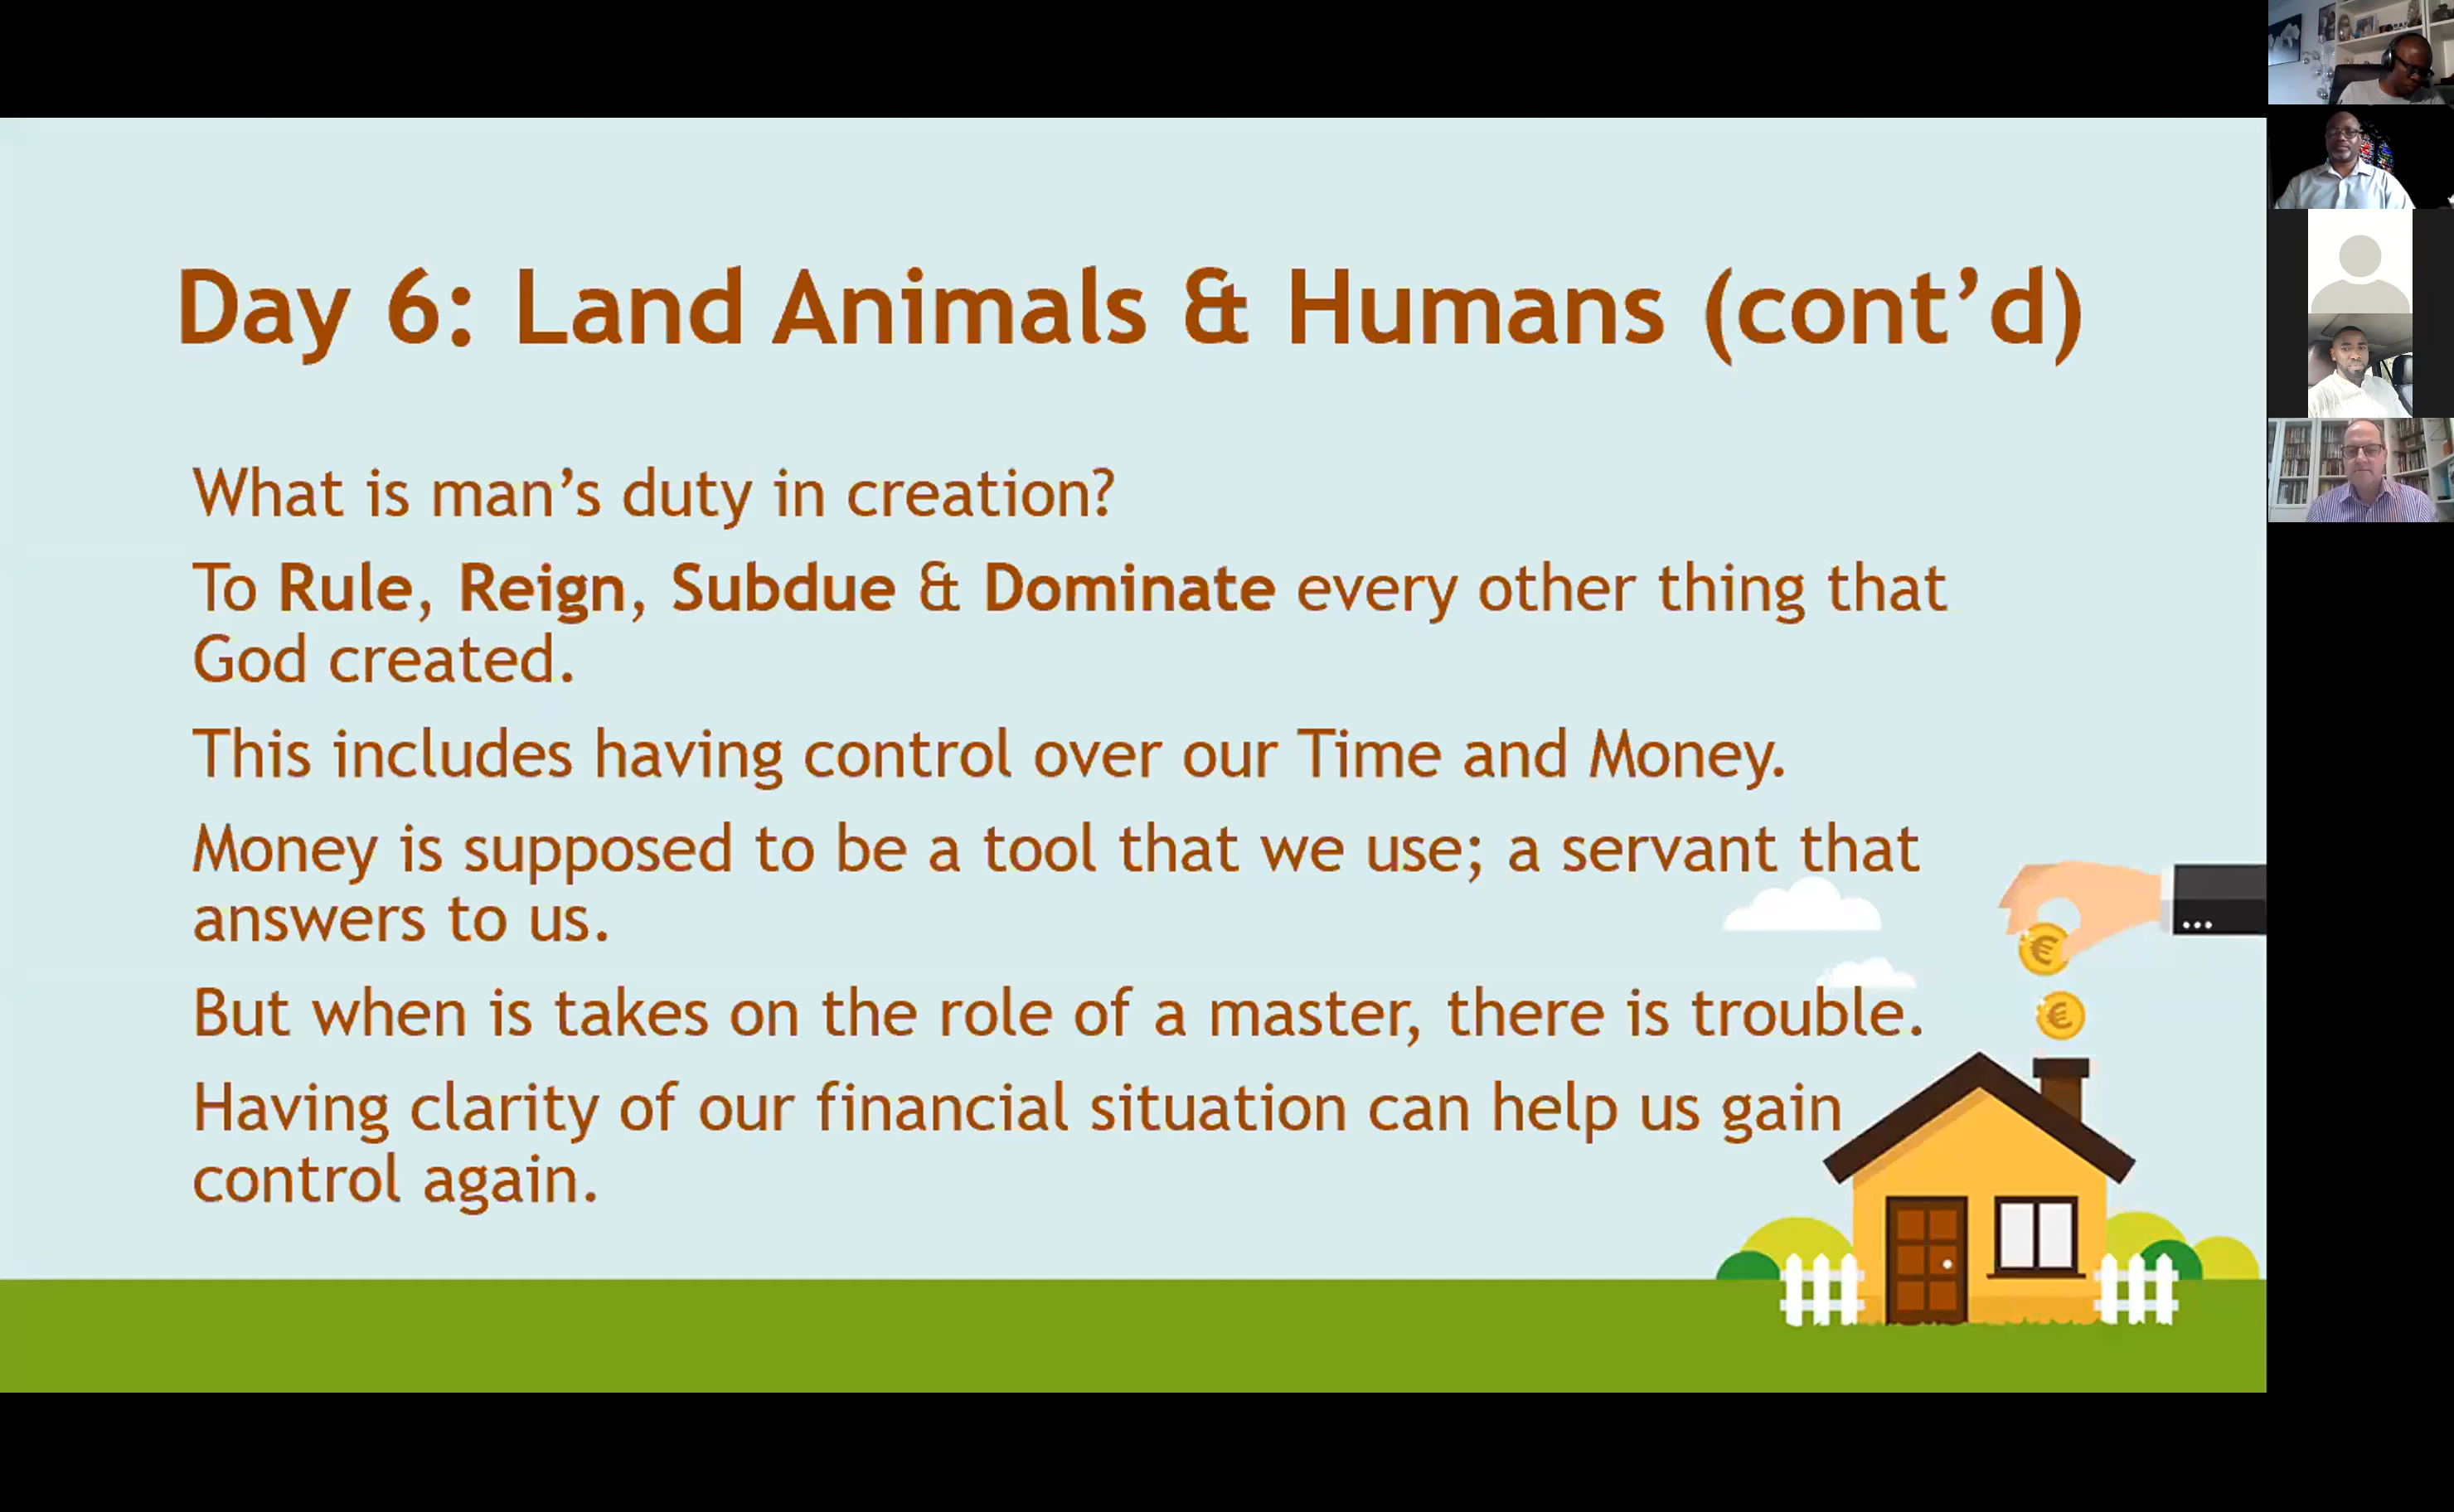 Day 6: Land Animals & Humans (cont’d)
What is man’s duty in creation?
To Rule, Reign, Subdue & Dominate every other thing that
God created.
This includes having control over our Time and Money.
Money is supposed to be a tool that we use; a servant that
answers to us.
But when is takes on the role of a master, there is trouble.
Having clarity of our financial situation can help us gain
control again.
€
€